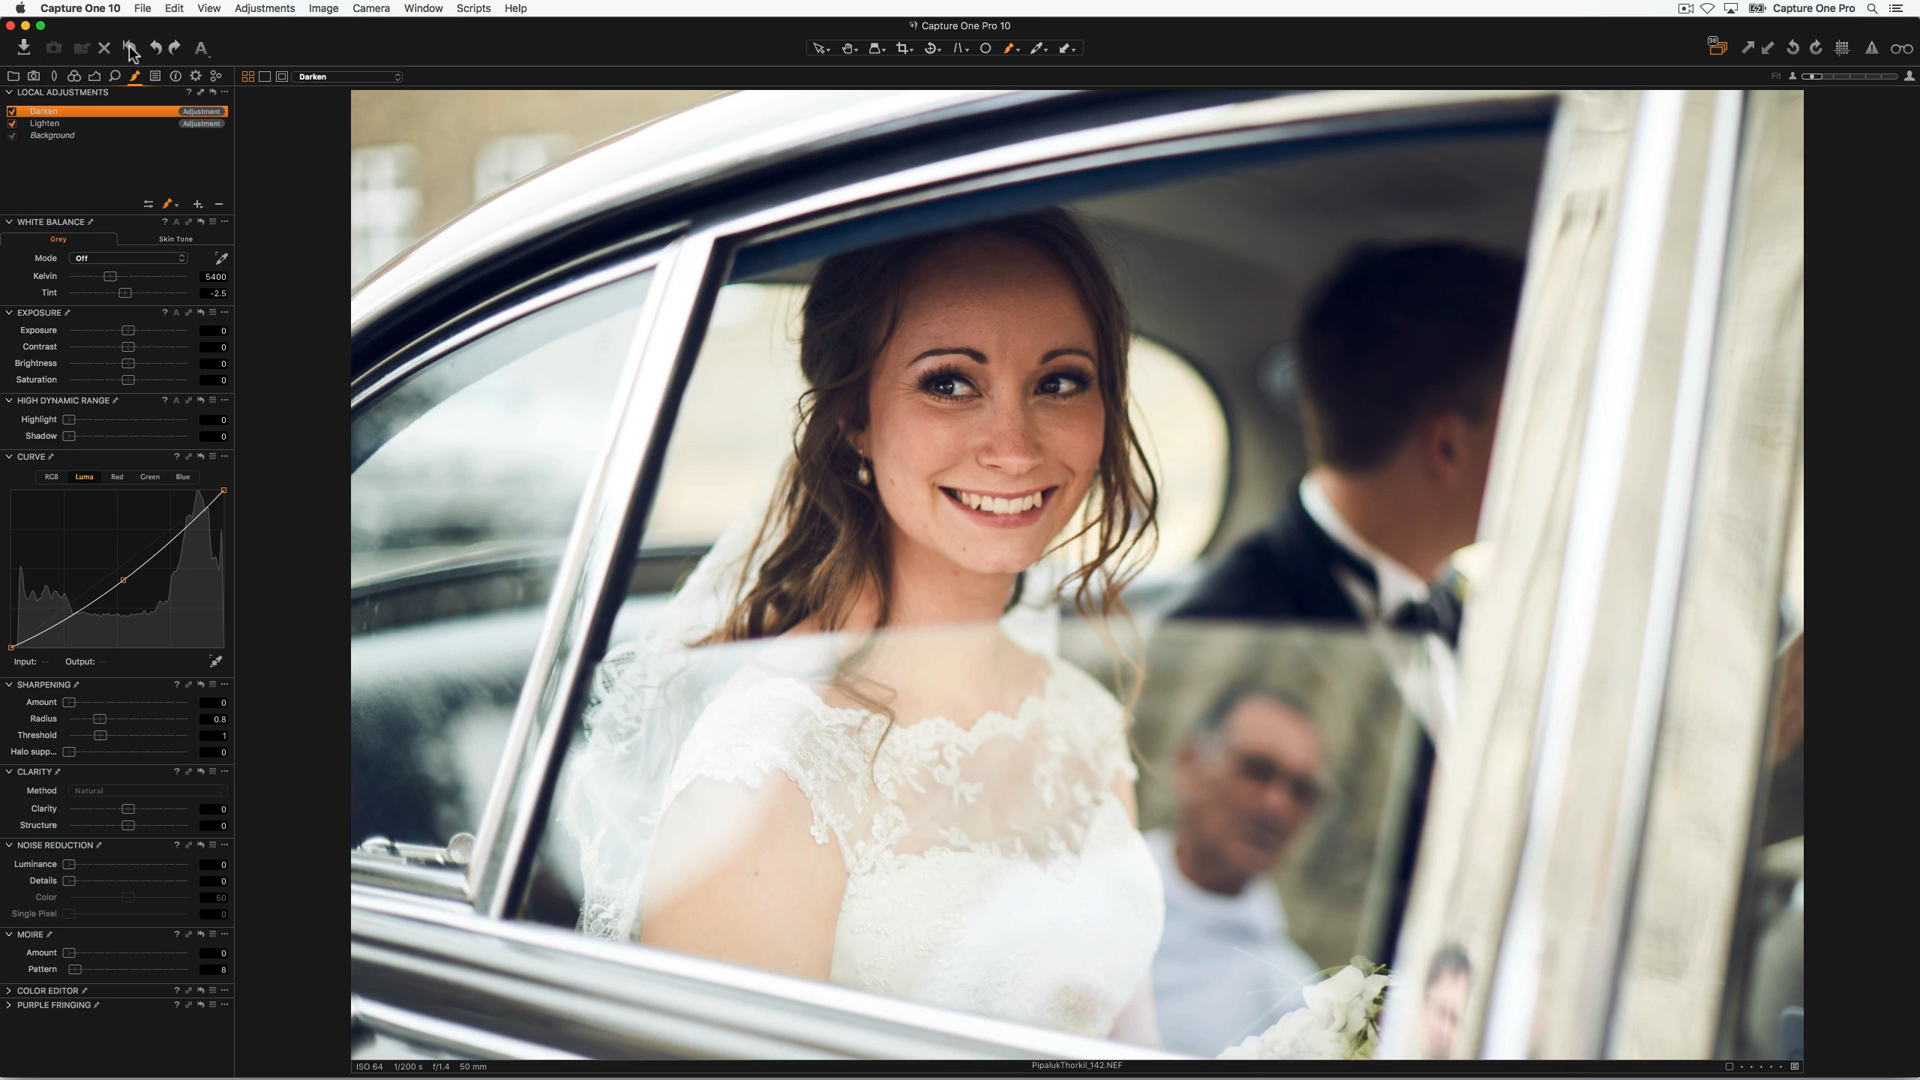 Capture One 10 File Edit View Adjustments Image Camera Window Scripts Help Capture One Pro
Capture One Pro 10
Darken
Fit
LOCAL ADJUSTMENTS
Darken Adjustment
Lighten Adjustment
Background
WHITE BALANCE
Grey Skin Tone
Mode Off
Kelvin 5400
Tint -2.5
EXPOSURE
Exposure 0
Contrast 0
Brightness 0
Saturation 0
HIGH DYNAMIC RANGE
Highlight 0
Shadow 0
CURVE
RGB Luma Red Green Blue
Input: -- Output: --
SHARPENING
Amount 0
Radius 0.8
Threshold 1
Halo supp... 0
CLARITY
Method Natural
Clarity 0
Structure 0
NOISE REDUCTION
Luminance 0
Details 0
Color 50
Single Pixel 0
MOIRE
Amount 0
Pattern 8
COLOR EDITOR
PURPLE FRINGING
ISO 64 1/200 s f/1.4 50 mm PipalukThorkil_142.NEF